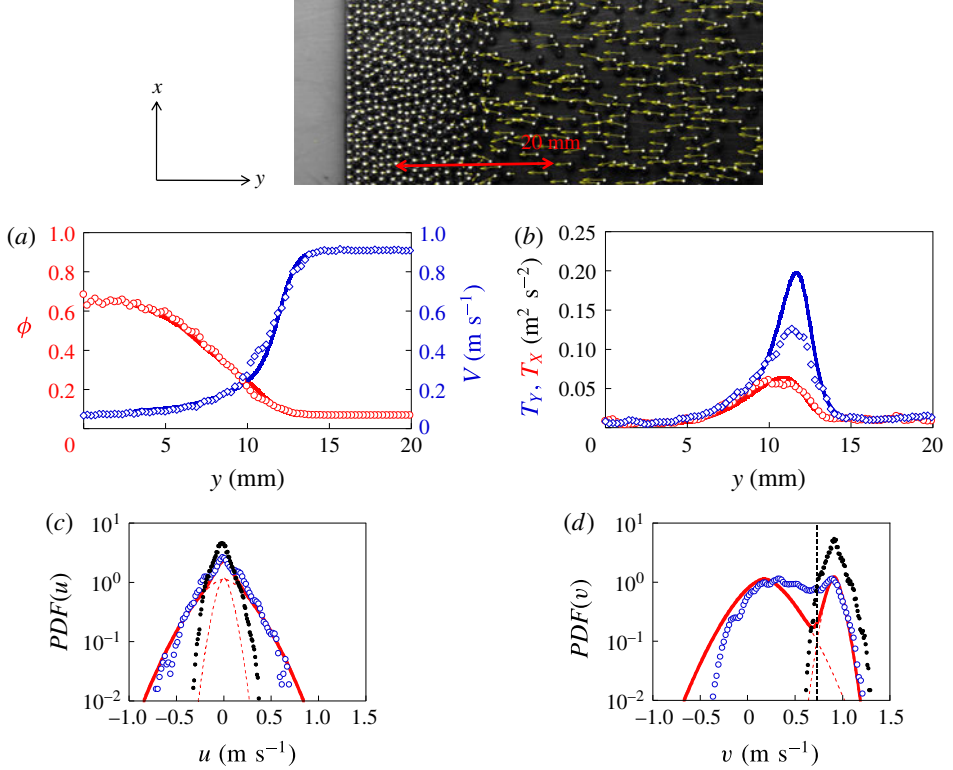 x
y
20 mm
(a)
1.0
0.8
0.6
0.4
0.2
0
ϕ
1.0
0.8
0.6
0.4
0.2
0
V (m s⁻¹)
0
5
10
15
20
y (mm)
(b)
0.25
0.20
0.15
0.10
0.05
T_Y, T_X (m² s⁻²)
0
5
10
15
20
y (mm)
(c)
10¹
10⁰
10⁻¹
10⁻²
PDF(u)
−1.0 −0.5 0 0.5 1.0 1.5
u (m s⁻¹)
(d)
10¹
10⁰
10⁻¹
10⁻²
PDF(v)
−1.0 −0.5 0 0.5 1.0 1.5
v (m s⁻¹)